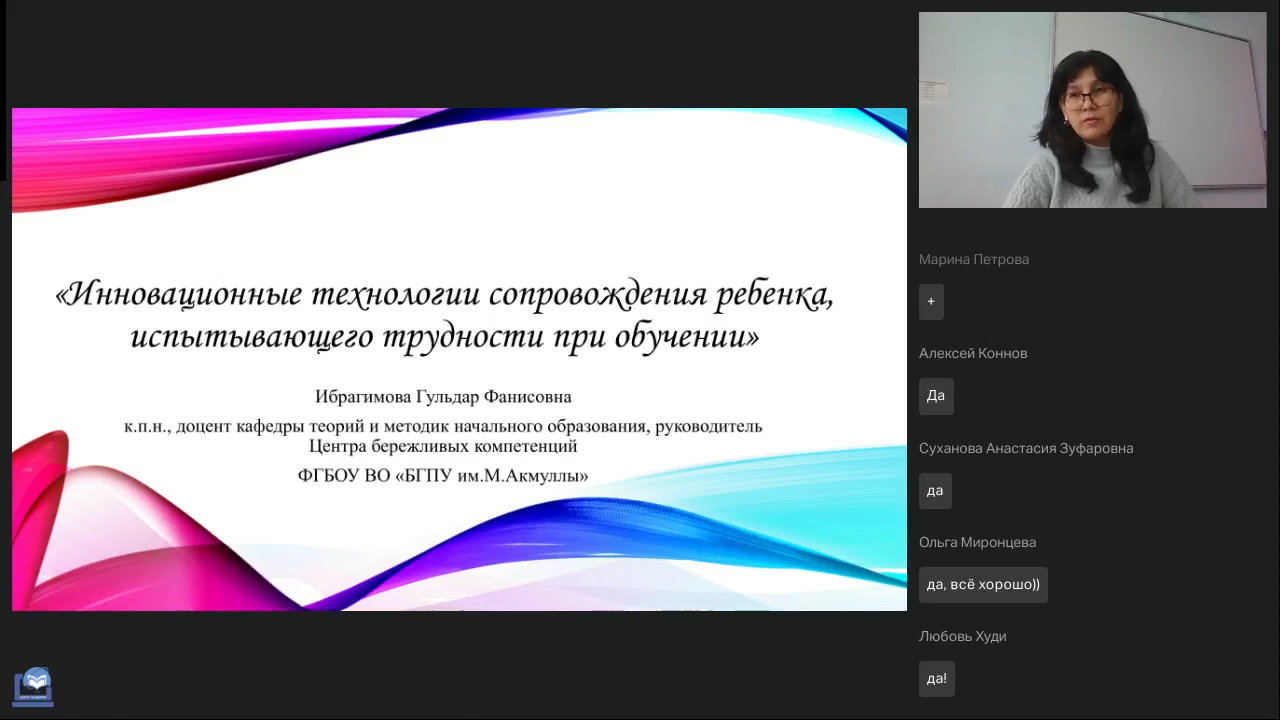 «Инновационные технологии сопровождения ребенка,
испытывающего трудности при обучении»
Ибрагимова Гульдар Фанисовна
к.п.н., доцент кафедры теорий и методик начального образования, руководитель
Центра бережливых компетенций
ФГБОУ ВО «БГПУ им.М.Акмуллы»
Марина Петрова
+
Алексей Коннов
Да
Суханова Анастасия Зуфаровна
да
Ольга Миронцева
да, всё хорошо))
Любовь Худи
да!